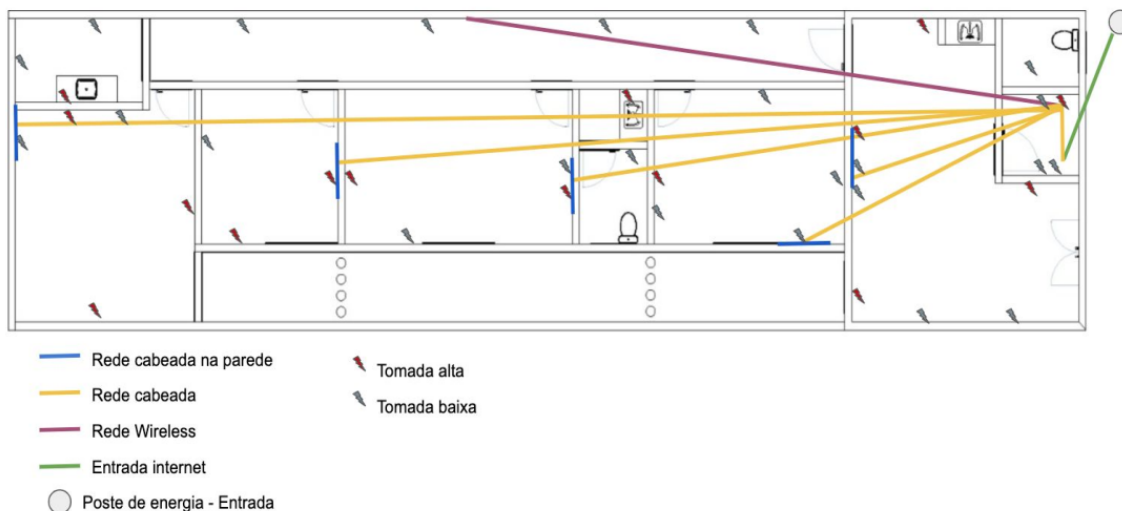 Rede cabeada na parede
Tomada alta
Rede cabeada
Tomada baixa
Rede Wireless
Entrada internet
Poste de energia - Entrada